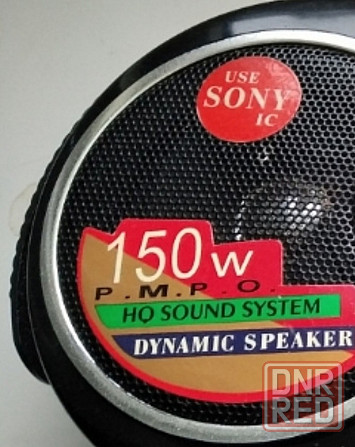 USE
SONY
IC
150w
P.M.P.O.
HQ SOUND SYSTEM
DYNAMIC SPEAKER
DNR
RED